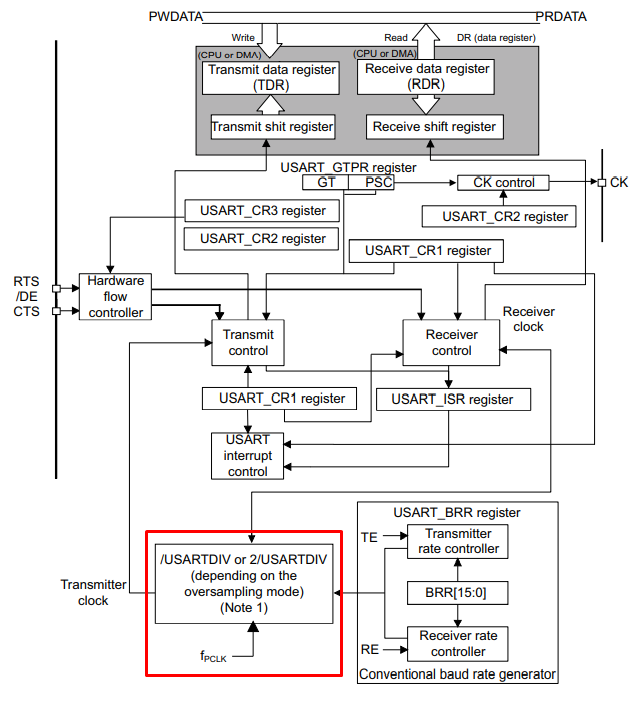 PWDATA
PRDATA
Write
Read
DR (data register)
(CPU or DMA)
(CPU or DMA)
Transmit data register
(TDR)
Receive data register
(RDR)
Transmit shit register
Receive shift register
USART_GTPR register
GT
PSC
CK control
CK
USART_CR3 register
USART_CR2 register
USART_CR2 register
USART_CR1 register
RTS
/DE
CTS
Hardware
flow
controller
Receiver
clock
Transmit
control
Receiver
control
USART_CR1 register
USART_ISR register
USART
interrupt
control
USART_BRR register
TE
Transmitter
rate controller
/USARTDIV or 2/USARTDIV
(depending on the
oversampling mode)
(Note 1)
Transmitter
clock
BRR[15:0]
fPCLK
RE
Receiver rate
controller
Conventional baud rate generator